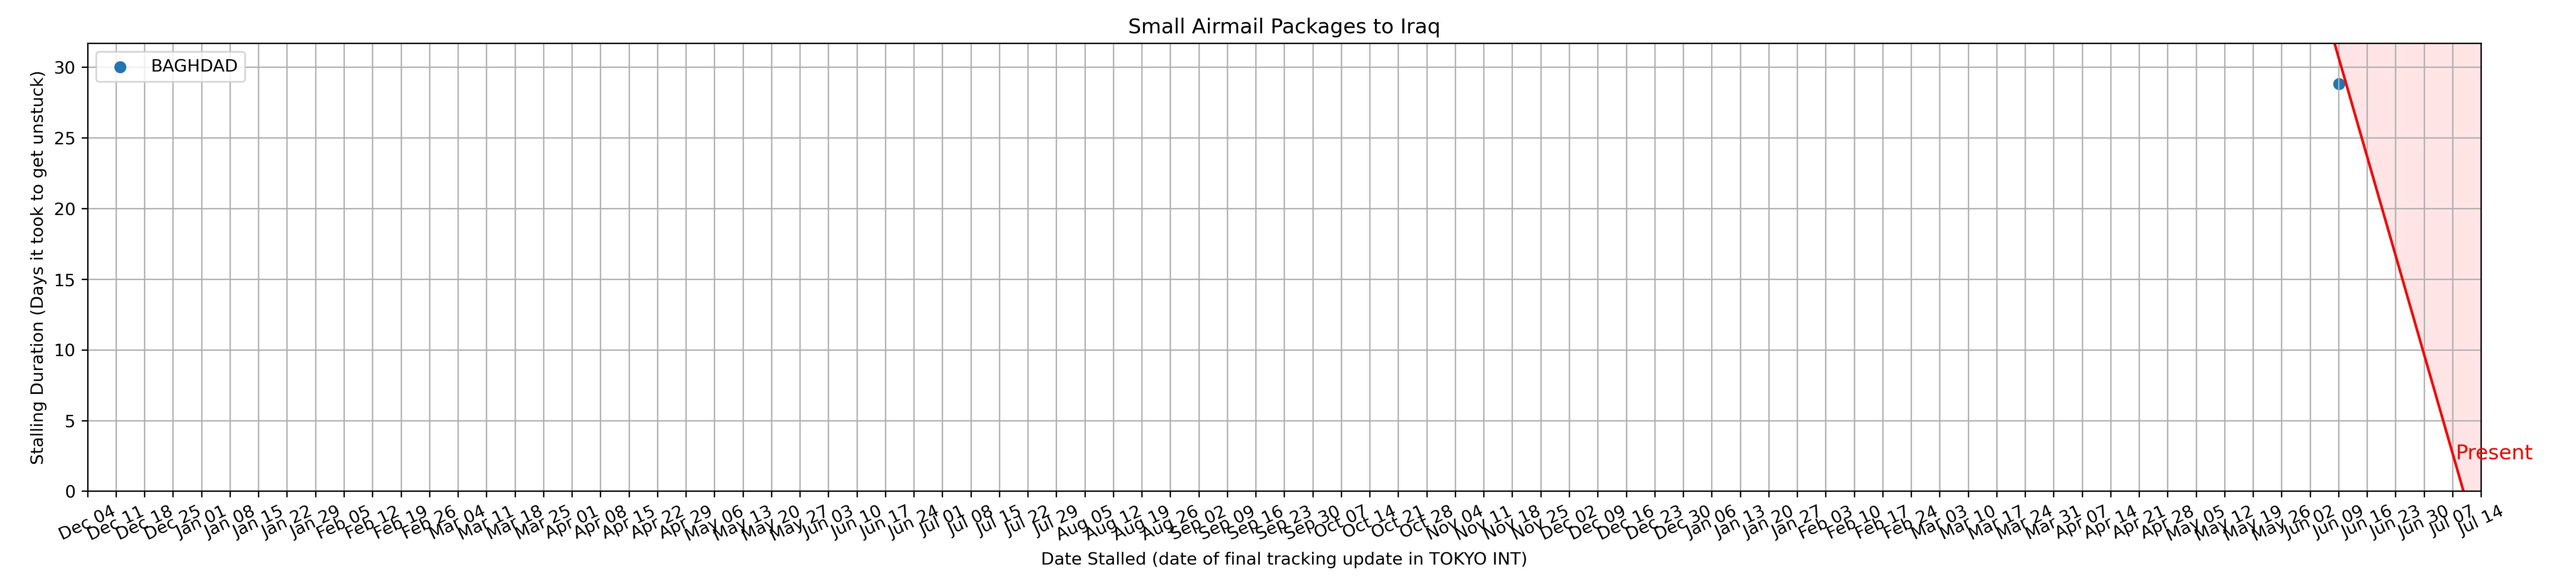 Small Airmail Packages to Iraq
BAGHDAD
Stalling Duration (Days it took to get unstuck)
30
25
20
15
10
5
0
Present
Dec 04 Dec 11 Dec 18 Dec 25 Jan 01 Jan 08 Jan 15 Jan 22 Jan 29 Feb 05 Feb 12 Feb 19 Feb 26 Mar 04 Mar 11 Mar 18 Mar 25 Apr 01 Apr 08 Apr 15 Apr 22 Apr 29 May 06 May 13 May 20 May 27 Jun 03 Jun 10 Jun 17 Jun 24 Jul 01 Jul 08 Jul 15 Jul 22 Jul 29 Aug 05 Aug 12 Aug 19 Aug 26 Sep 02 Sep 09 Sep 16 Sep 23 Sep 30 Oct 07 Oct 14 Oct 21 Oct 28 Nov 04 Nov 11 Nov 18 Nov 25 Dec 02 Dec 09 Dec 16 Dec 23 Dec 30 Jan 06 Jan 13 Jan 20 Jan 27 Feb 03 Feb 10 Feb 17 Feb 24 Mar 03 Mar 10 Mar 17 Mar 24 Mar 31 Apr 07 Apr 14 Apr 21 Apr 28 May 05 May 12 May 19 May 26 Jun 02 Jun 09 Jun 16 Jun 23 Jun 30 Jul 07 Jul 14
Date Stalled (date of final tracking update in TOKYO INT)